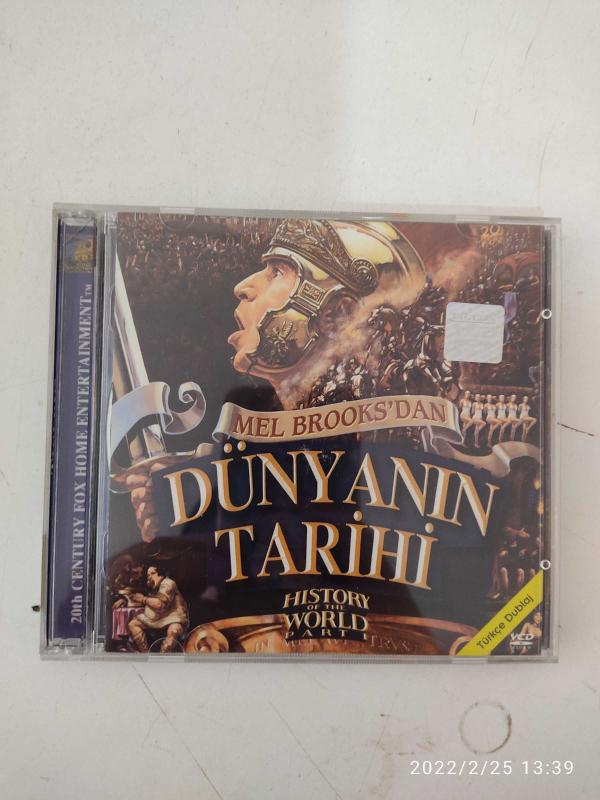 20th CENTURY FOX HOME ENTERTAINMENT™
MEL BROOKS'DAN
DÜNYANIN
TARİHİ
HISTORY
OF THE
WORLD
PART I
Türkçe Dublaj
VCD
2022/2/25 13:39